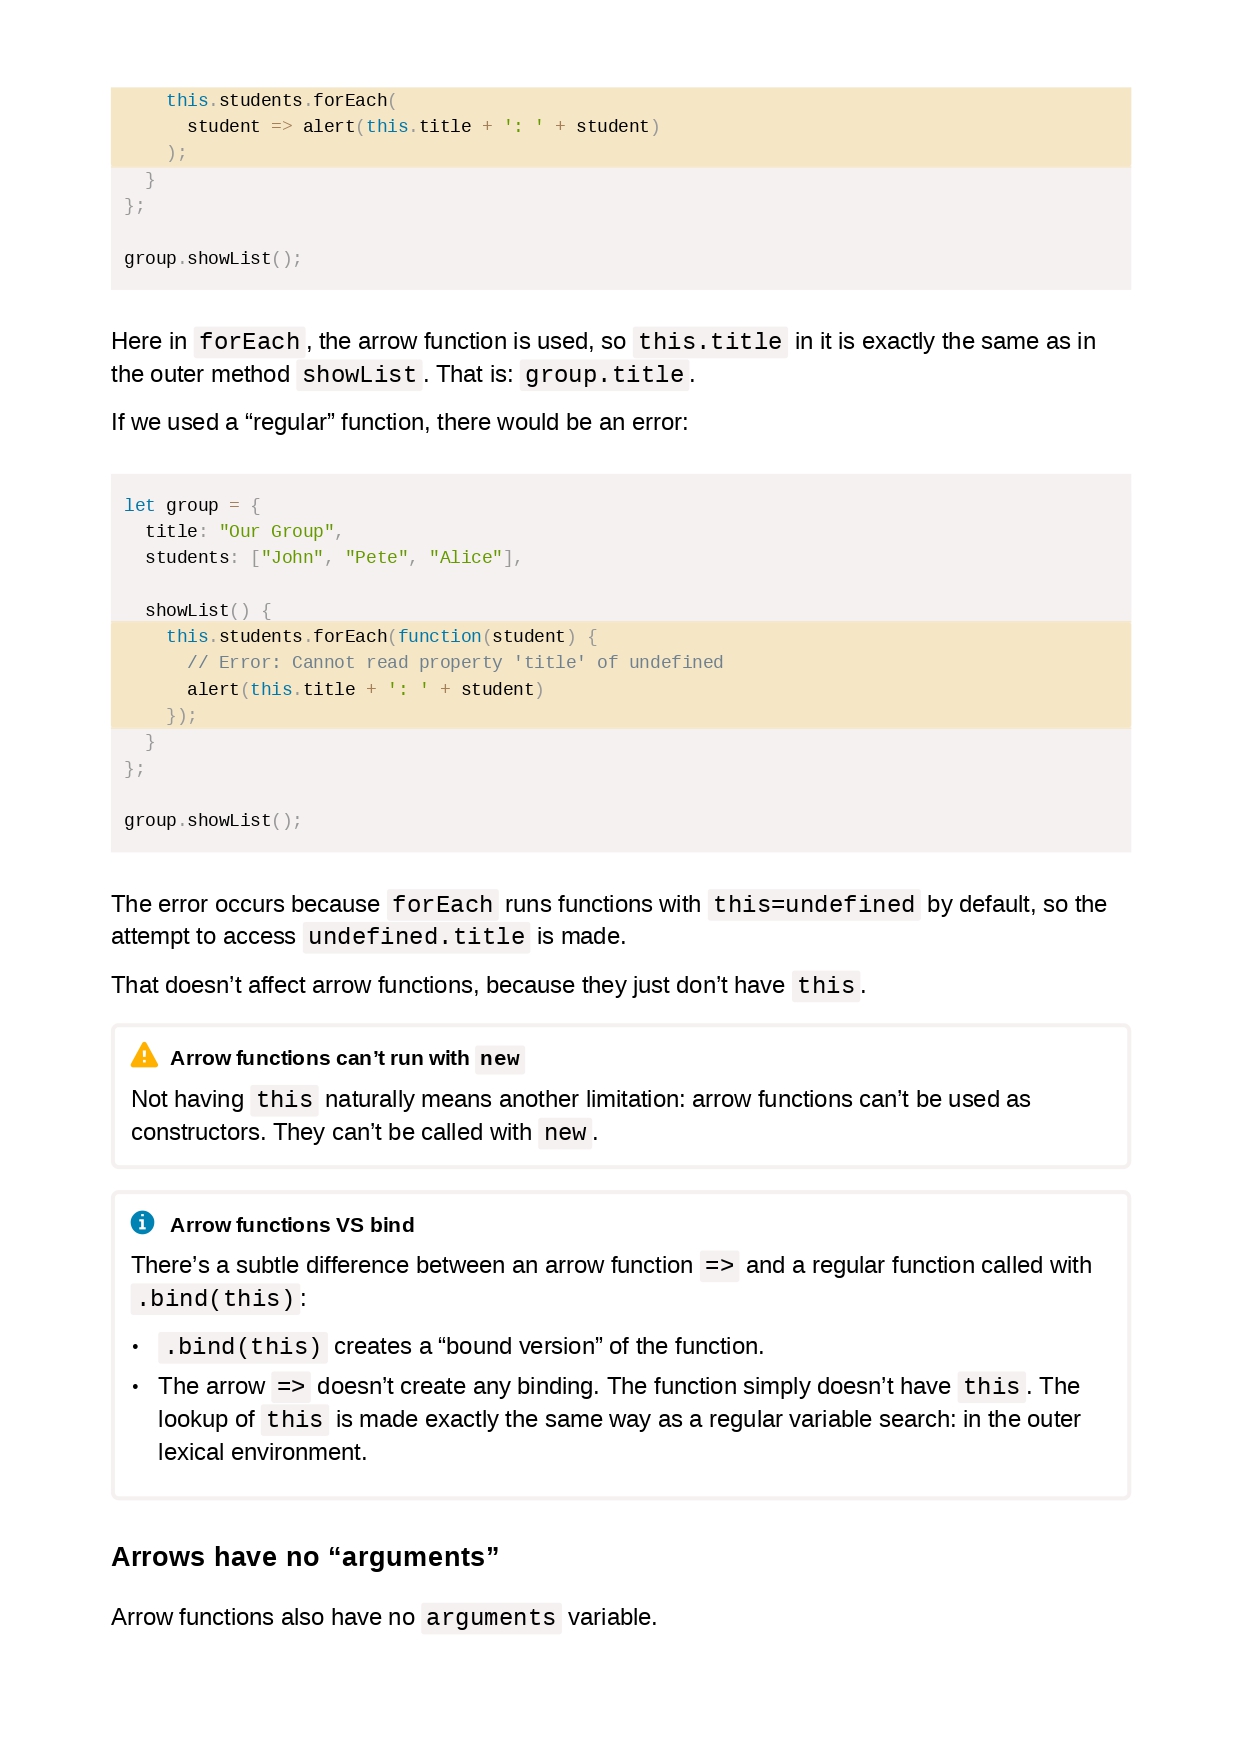 this.students.forEach(
      student => alert(this.title + ': ' + student)
    );
  }
};

group.showList();
Here in forEach, the arrow function is used, so this.title in it is exactly the same as in
the outer method showList. That is: group.title.
If we used a “regular” function, there would be an error:
let group = {
  title: "Our Group",
  students: ["John", "Pete", "Alice"],

  showList() {
    this.students.forEach(function(student) {
      // Error: Cannot read property 'title' of undefined
      alert(this.title + ': ' + student)
    });
  }
};

group.showList();
The error occurs because forEach runs functions with this=undefined by default, so the
attempt to access undefined.title is made.
That doesn’t affect arrow functions, because they just don’t have this.
Arrow functions can’t run with new
Not having this naturally means another limitation: arrow functions can’t be used as
constructors. They can’t be called with new.
Arrow functions VS bind
There’s a subtle difference between an arrow function => and a regular function called with
.bind(this):
• .bind(this) creates a “bound version” of the function.
• The arrow => doesn’t create any binding. The function simply doesn’t have this. The
lookup of this is made exactly the same way as a regular variable search: in the outer
lexical environment.
Arrows have no “arguments”
Arrow functions also have no arguments variable.